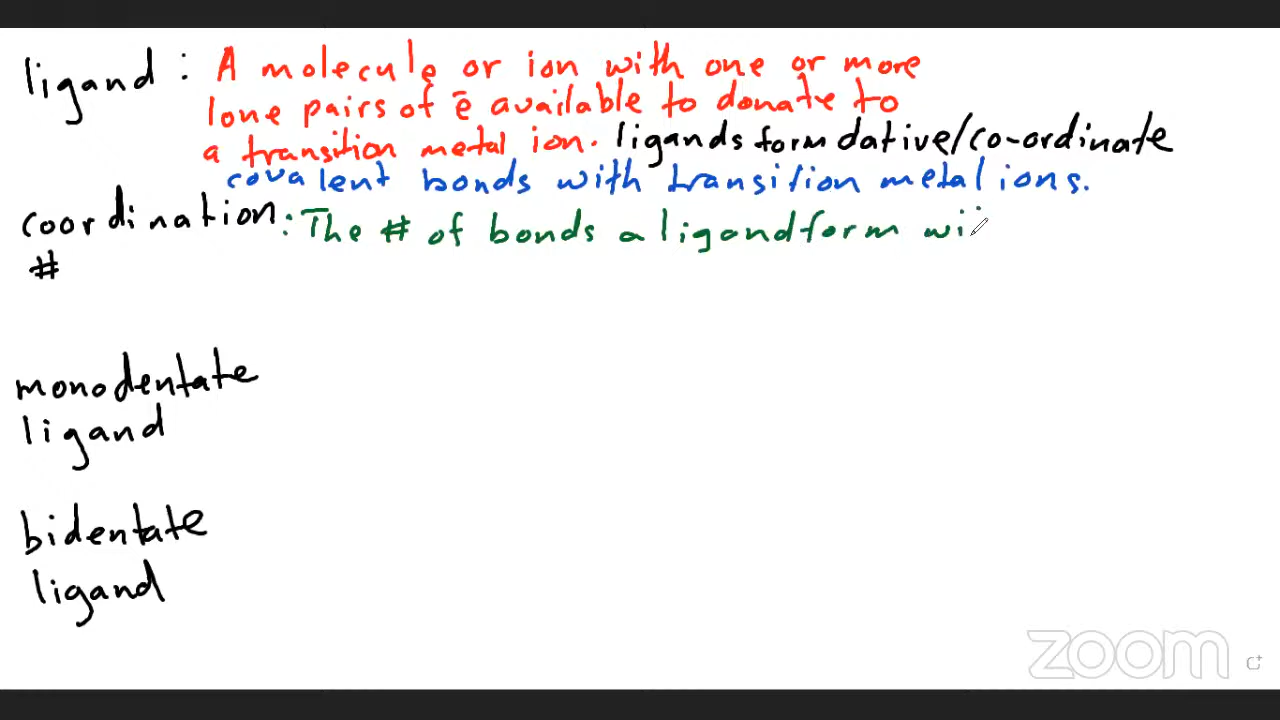 ligand : A molecule or ion with one or more
lone pairs of ē available to donate to
a transition metal ion. ligands form dative/co-ordinate
covalent bonds with transition metal ions.
coordination : The # of bonds a ligand form
#
monodentate
ligand
bidentate
ligand
zoom